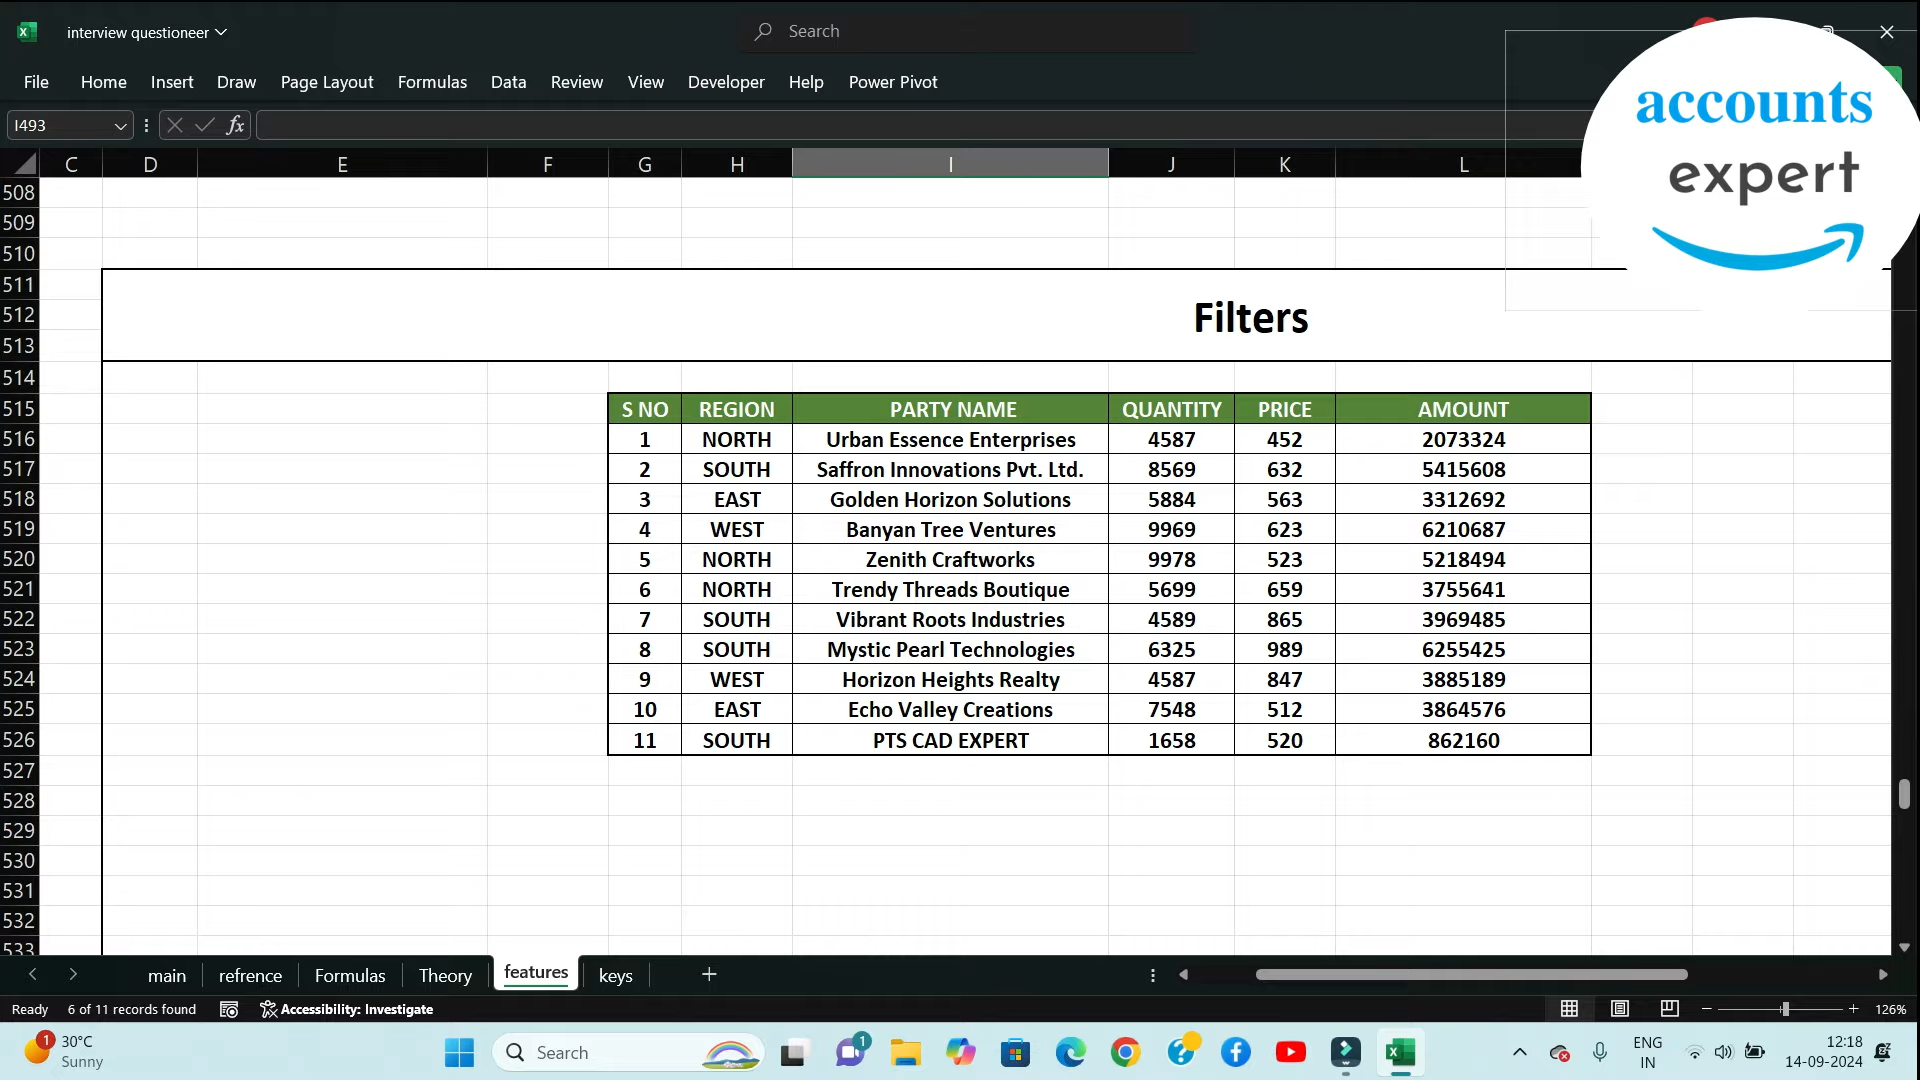 interview questioneer
Search
accounts
expert
File Home Insert Draw Page Layout Formulas Data Review View Developer Help Power Pivot
I493 fx
C D E F G H I J K L
508
509
510
511
512 Filters
513
514
515 S NO REGION PARTY NAME QUANTITY PRICE AMOUNT
516 1 NORTH Urban Essence Enterprises 4587 452 2073324
517 2 SOUTH Saffron Innovations Pvt. Ltd. 8569 632 5415608
518 3 EAST Golden Horizon Solutions 5884 563 3312692
519 4 WEST Banyan Tree Ventures 9969 623 6210687
520 5 NORTH Zenith Craftworks 9978 523 5218494
521 6 NORTH Trendy Threads Boutique 5699 659 3755641
522 7 SOUTH Vibrant Roots Industries 4589 865 3969485
523 8 SOUTH Mystic Pearl Technologies 6325 989 6255425
524 9 WEST Horizon Heights Realty 4587 847 3885189
525 10 EAST Echo Valley Creations 7548 512 3864576
526 11 SOUTH PTS CAD EXPERT 1658 520 862160
527
528
529
530
531
532
533
main refrence Formulas Theory features keys
Ready 6 of 11 records found Accessibility: Investigate 126%
1 30°C
Sunny
Search
1
ENG
IN
12:18
14-09-2024